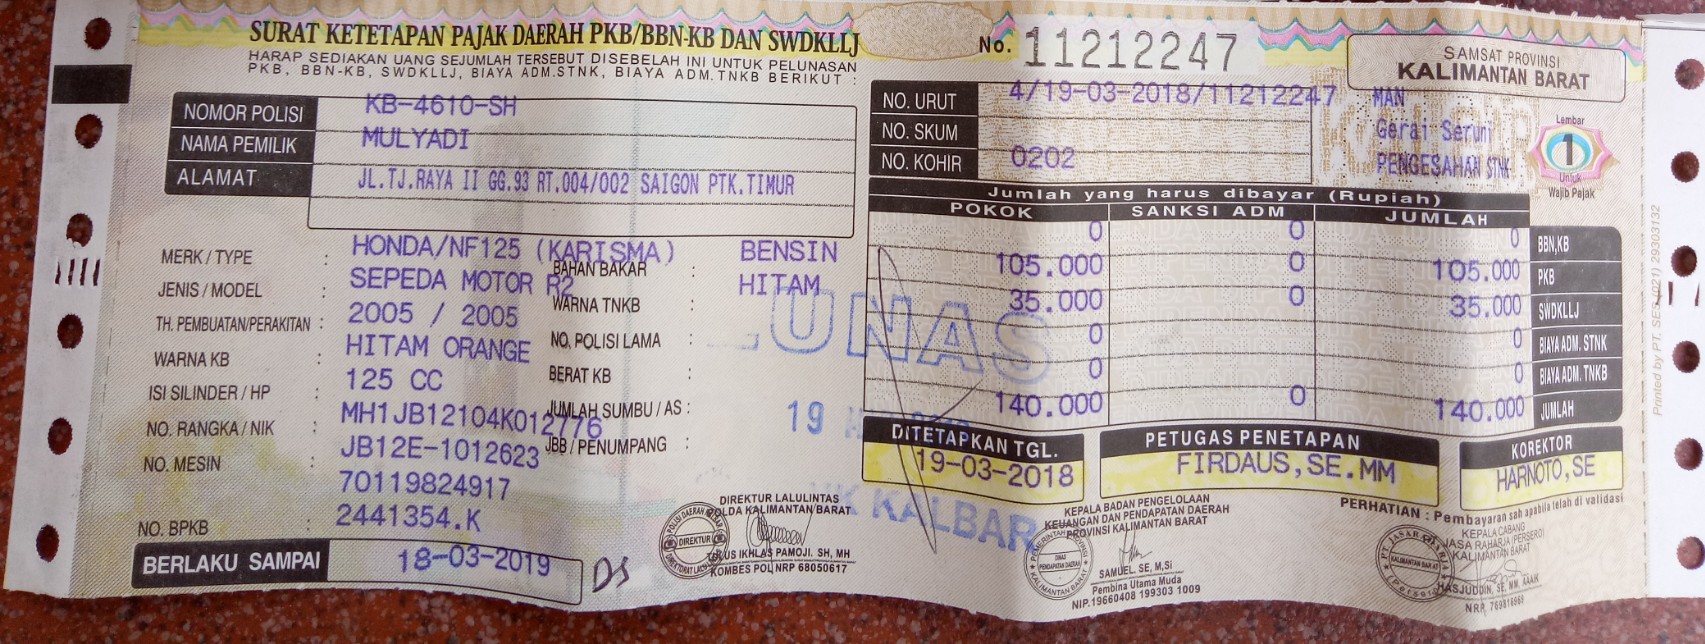 SURAT KETETAPAN PAJAK DAERAH PKB/BBN-KB DAN SWDKLLJ
HARAP SEDIAKAN UANG SEJUMLAH TERSEBUT DISEBELAH INI UNTUK PELUNASAN
PKB, BBN-KB, SWDKLLJ, BIAYA ADM.STNK, BIAYA ADM.TNKB BERIKUT :
No. 11212247
SAMSAT PROVINSI
KALIMANTAN BARAT
NOMOR POLISI KB-4610-SH
NAMA PEMILIK MULYADI
ALAMAT JL.TJ.RAYA II GG.93 RT.004/002 SAIGON PTK.TIMUR
NO. URUT 4/19-03-2018/11212247 MAN
NO. SKUM Gerai Seruni
NO. KOHIR 0202 PENGESAHAN STNK
Lembar
1
Untuk
Wajib Pajak
MERK / TYPE : HONDA/NF125 (KARISMA)
JENIS / MODEL : SEPEDA MOTOR R2
TH. PEMBUATAN/PERAKITAN : 2005 / 2005
WARNA KB : HITAM ORANGE
ISI SILINDER / HP : 125 CC
NO. RANGKA / NIK : MH1JB12104K012776
NO. MESIN : JB12E-1012623
70119824917
NO. BPKB : 2441354.K
BERLAKU SAMPAI 18-03-2019
DS
BAHAN BAKAR : BENSIN
WARNA TNKB : HITAM
NO. POLISI LAMA :
BERAT KB :
JUMLAH SUMBU / AS :
JBB / PENUMPANG :
Jumlah yang harus dibayar (Rupiah)
POKOK SANKSI ADM JUMLAH
0 0 0 BBN,KB
105.000 0 105.000 PKB
35.000 0 35.000 SWDKLLJ
0 0 BIAYA ADM. STNK
0 0 BIAYA ADM. TNKB
140.000 0 140.000 JUMLAH
LUNAS
19
KALBAR
DITETAPKAN TGL.
19-03-2018
PETUGAS PENETAPAN
FIRDAUS,SE.MM
KOREKTOR
HARNOTO,SE
PERHATIAN : Pembayaran sah apabila telah di validasi
DIREKTUR LALULINTAS
POLDA KALIMANTAN BARAT
DIREKTUR
IKHLAS PAMOJI. SH, MH
KOMBES POL NRP 68050617
KEPALA BADAN PENGELOLAAN
KEUANGAN DAN PENDAPATAN DAERAH
PROVINSI KALIMANTAN BARAT
SAMUEL. SE, M,Si
Pembina Utama Muda
NIP.19660408 199303 1009
KEPALA CABANG
JASA RAHARJA (PERSERO)
KALIMANTAN BARAT
HASJUDDIN, SE, MM, AAAIK
Printed by PT. SES (021) 29303132